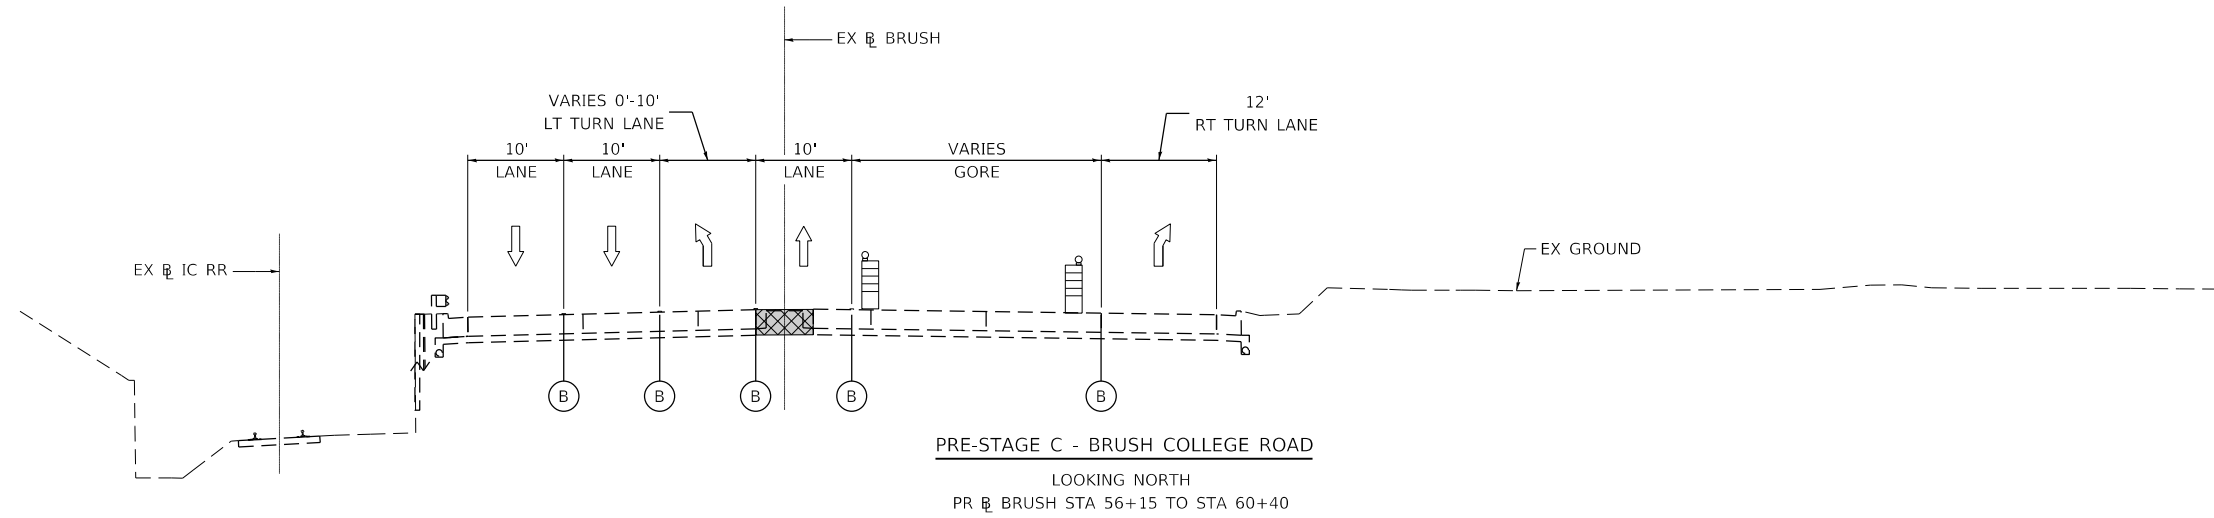 EX ℄ BRUSH
VARIES 0'-10'
LT TURN LANE
12'
RT TURN LANE
10'
LANE
10'
LANE
10'
LANE
VARIES
GORE
EX ℄ IC RR
EX GROUND
B
B
B
B
B
PRE-STAGE C - BRUSH COLLEGE ROAD
LOOKING NORTH
PR ℄ BRUSH STA 56+15 TO STA 60+40